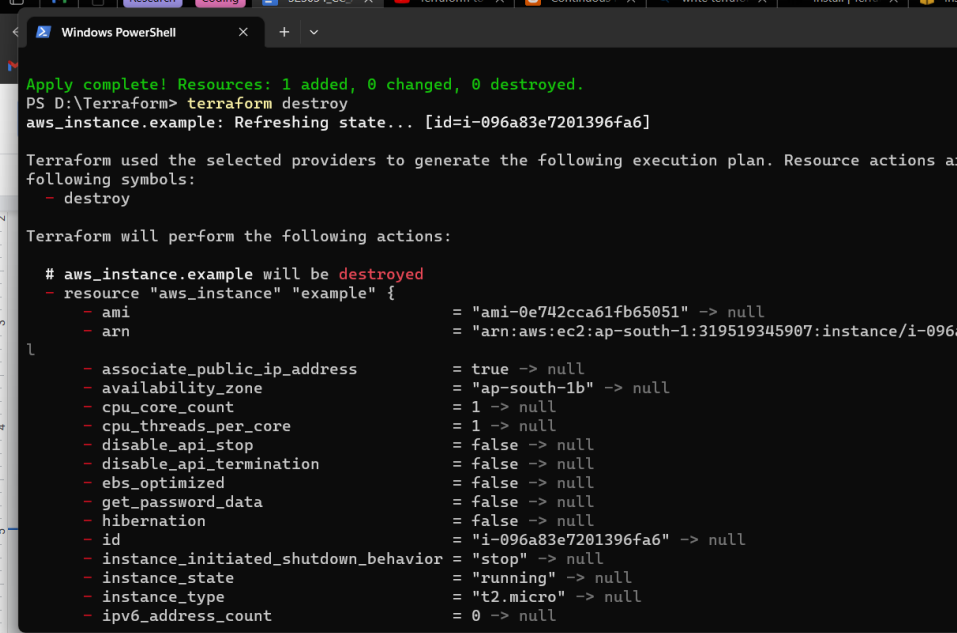 Research
Coding
Windows PowerShell
Apply complete! Resources: 1 added, 0 changed, 0 destroyed.
PS D:\Terraform> terraform destroy
aws_instance.example: Refreshing state... [id=i-096a83e7201396fa6]
Terraform used the selected providers to generate the following execution plan. Resource actions
following symbols:
- destroy
Terraform will perform the following actions:
# aws_instance.example will be destroyed
- resource "aws_instance" "example" {
- ami = "ami-0e742cca61fb65051" -> null
- arn = "arn:aws:ec2:ap-south-1:319519345907:instance/i-096
l
- associate_public_ip_address = true -> null
- availability_zone = "ap-south-1b" -> null
- cpu_core_count = 1 -> null
- cpu_threads_per_core = 1 -> null
- disable_api_stop = false -> null
- disable_api_termination = false -> null
- ebs_optimized = false -> null
- get_password_data = false -> null
- hibernation = false -> null
- id = "i-096a83e7201396fa6" -> null
- instance_initiated_shutdown_behavior = "stop" -> null
- instance_state = "running" -> null
- instance_type = "t2.micro" -> null
- ipv6_address_count = 0 -> null